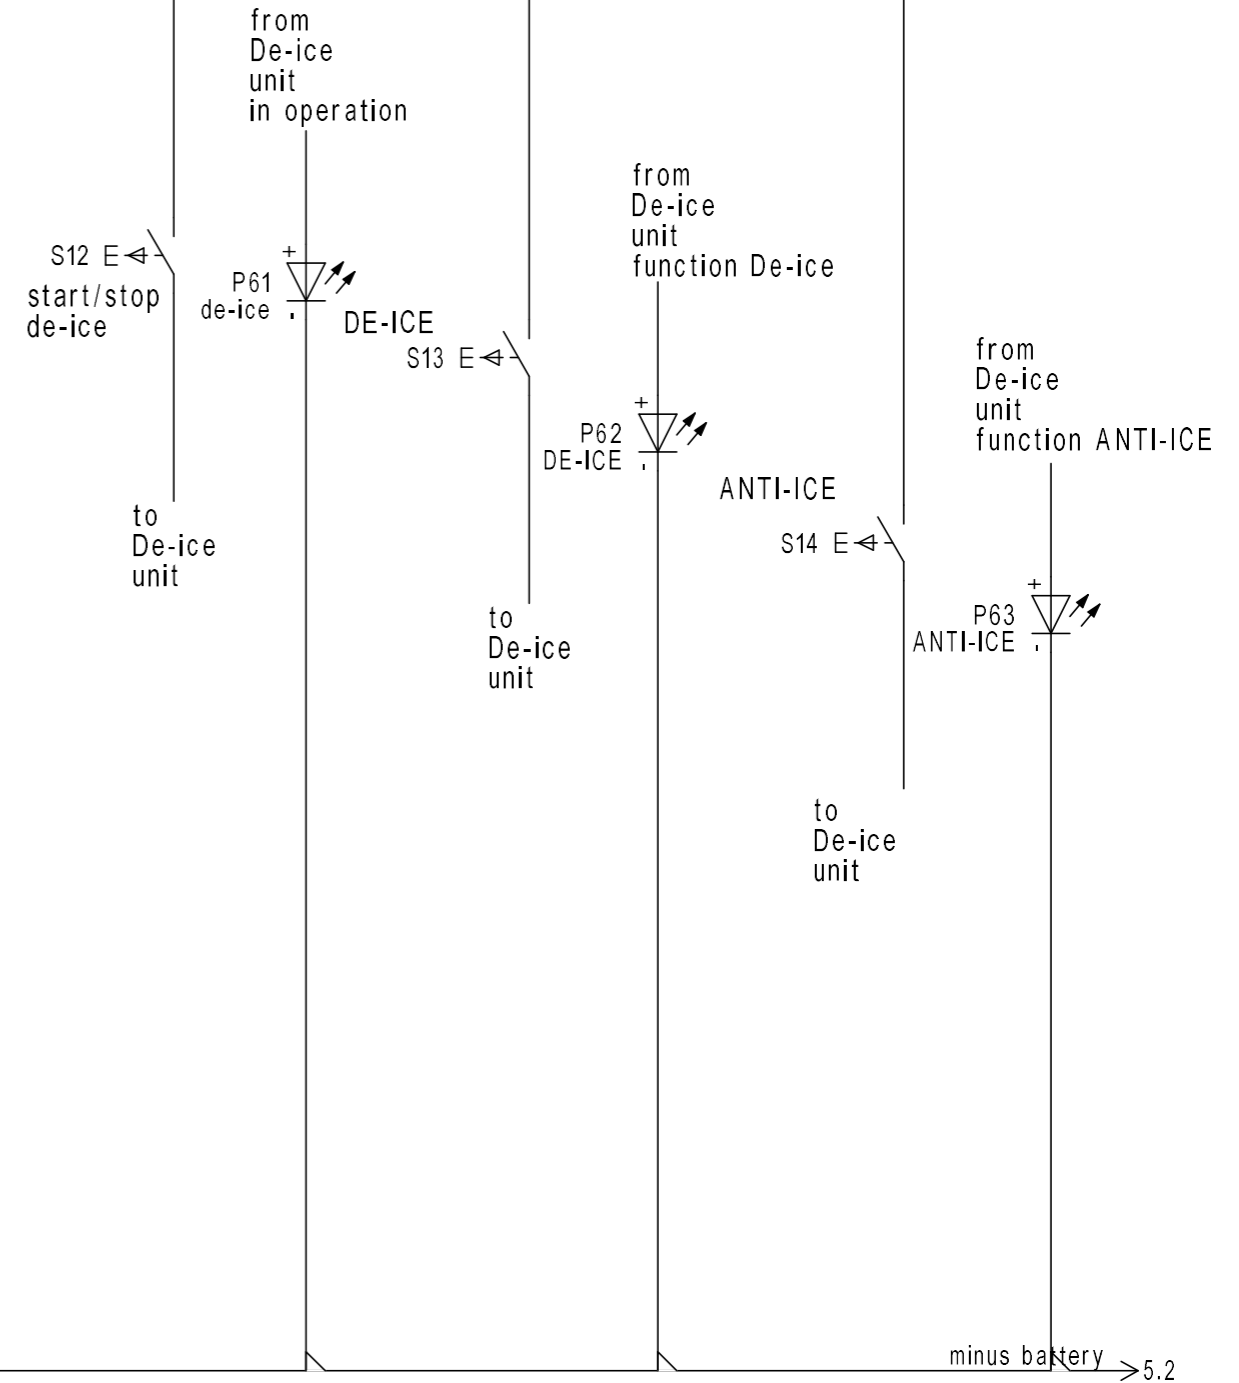 from
De-ice
unit
in operation
from
De-ice
unit
function De-ice
S12 E
start/stop
de-ice
+
P61
de-ice
DE-ICE
S13 E
from
De-ice
unit
function ANTI-ICE
+
P62
DE-ICE
ANTI-ICE
S14 E
to
De-ice
unit
+
P63
ANTI-ICE
to
De-ice
unit
to
De-ice
unit
minus battery
5.2